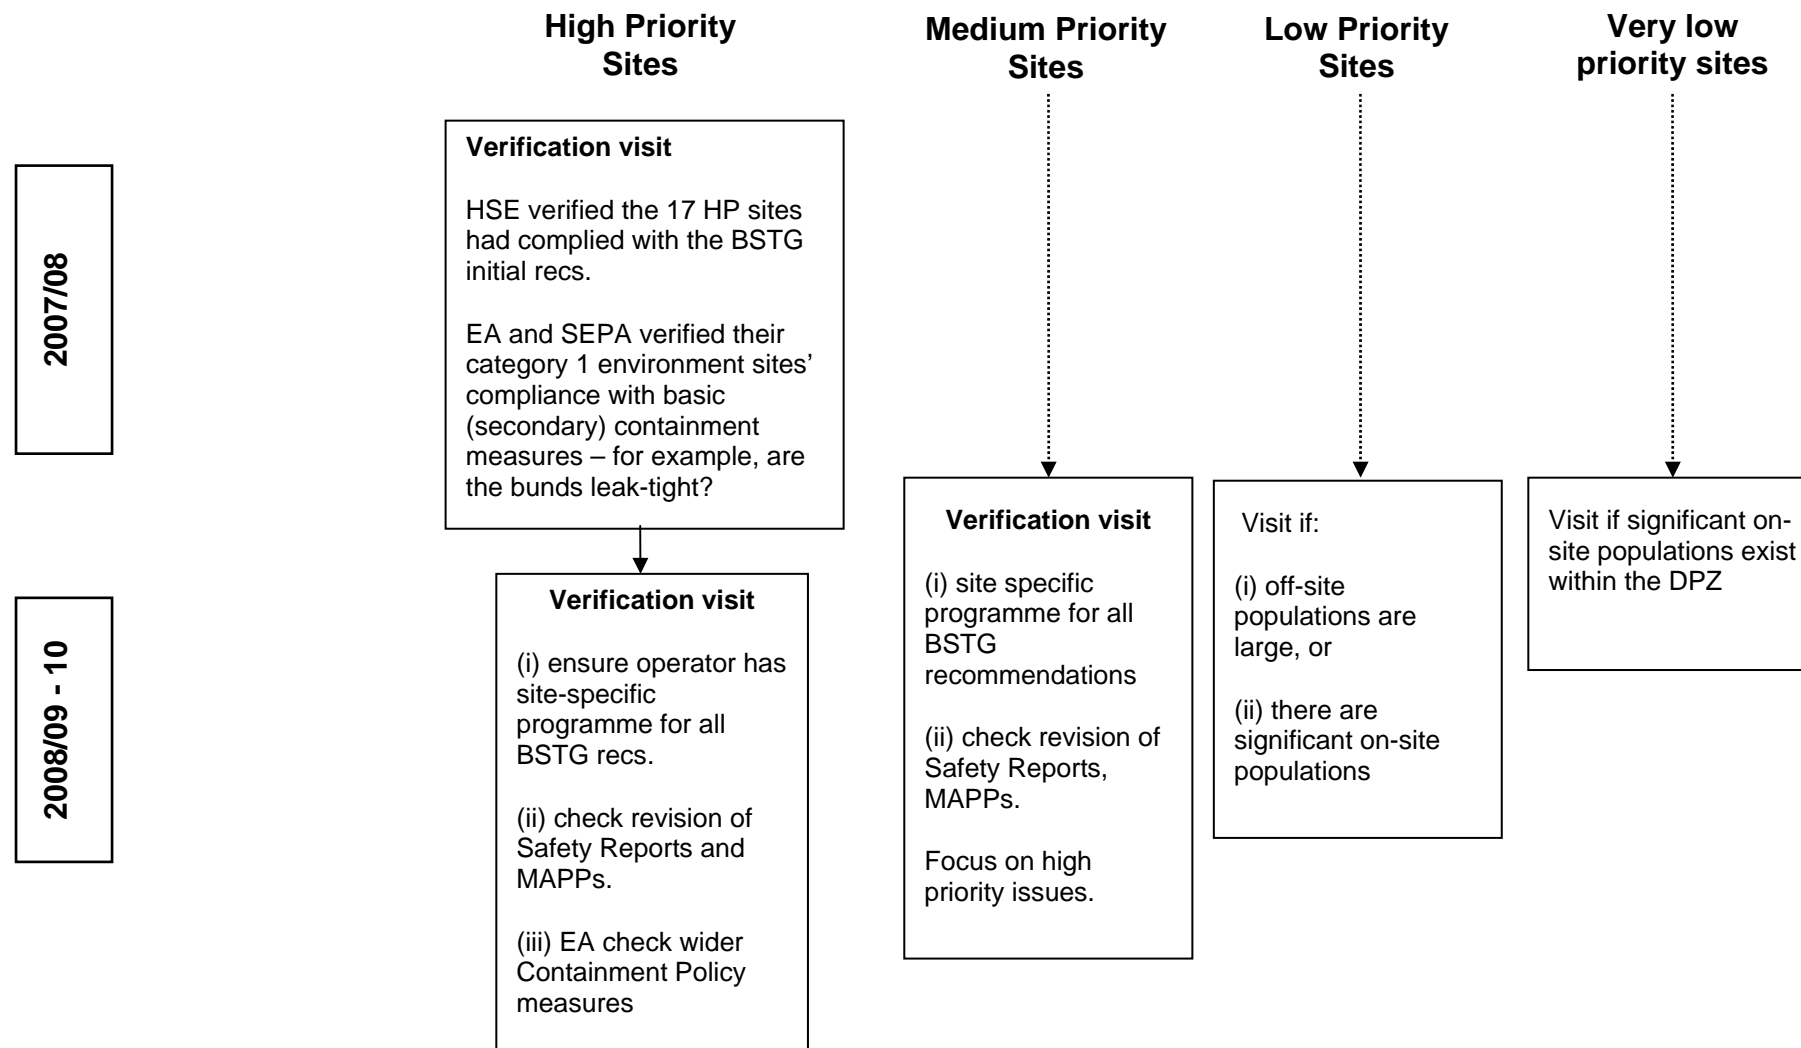 High Priority
Sites
Medium Priority
Sites
Low Priority
Sites
Very low
priority sites
2007/08
Verification visit
HSE verified the 17 HP sites
had complied with the BSTG
initial recs.
EA and SEPA verified their
category 1 environment sites’
compliance with basic
(secondary) containment
measures – for example, are
the bunds leak-tight?
2008/09 - 10
Verification visit
(i) ensure operator has
site-specific
programme for all
BSTG recs.
(ii) check revision of
Safety Reports and
MAPPs.
(iii) EA check wider
Containment Policy
measures
Verification visit
(i) site specific
programme for all
BSTG
recommendations
(ii) check revision of
Safety Reports,
MAPPs.
Focus on high
priority issues.
Visit if:
(i) off-site
populations are
large, or
(ii) there are
significant on-site
populations
Visit if significant on-
site populations exist
within the DPZ